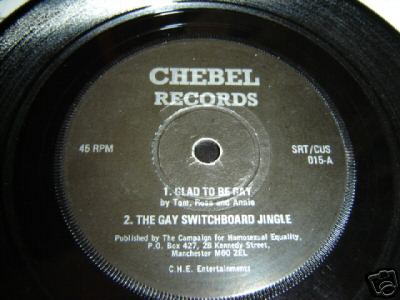 CHEBEL
RECORDS
45 RPM
SRT/CUS
015-A
1. GLAD TO BE GAY
by Tom, Rose and Annie
2. THE GAY SWITCHBOARD JINGLE
Published by The Campaign for Homosexual Equality,
P.O. Box 427, 28 Kennedy Street,
Manchester M60 2EL
C.H.E. Entertainments